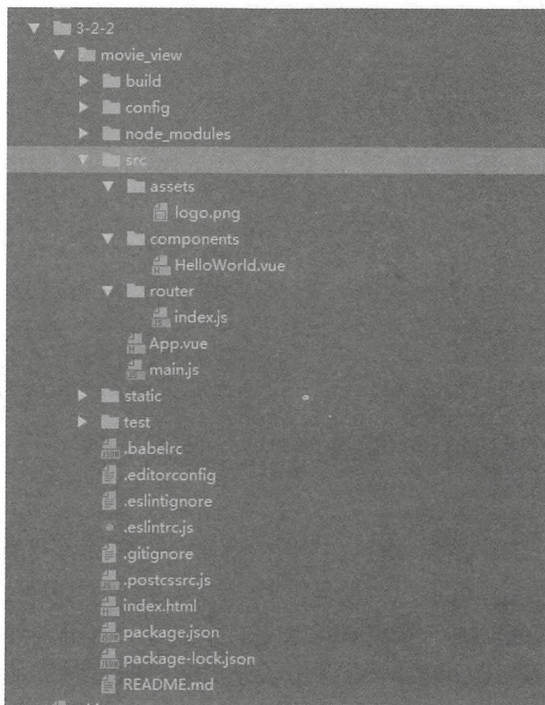 3-2-2
movie_view
build
config
node_modules
src
assets
logo.png
components
HelloWorld.vue
router
index.js
App.vue
main.js
static
test
.babelrc
.editorconfig
.eslintignore
.eslintrc.js
.gitignore
.postcssrc.js
index.html
package.json
package-lock.json
README.md